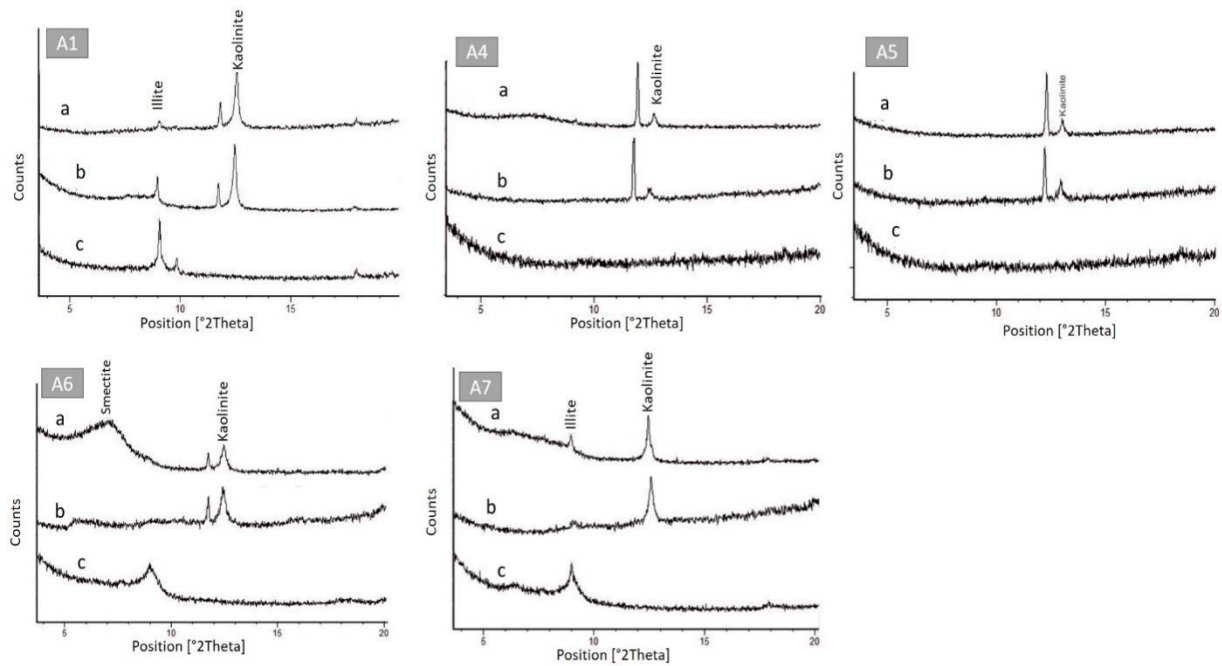 A1
Illite
Kaolinite
a
b
c
Counts
5
10
15
Position [°2Theta]
A4
Kaolinite
a
b
c
Counts
5
10
15
20
Position [°2Theta]
A5
Kaolinite
a
b
c
Counts
5
10
15
20
Position [°2Theta]
A6
Smectite
Kaolinite
a
b
c
Counts
5
10
15
20
Position [°2Theta]
A7
Illite
Kaolinite
a
b
c
Counts
5
10
15
20
Position [°2Theta]